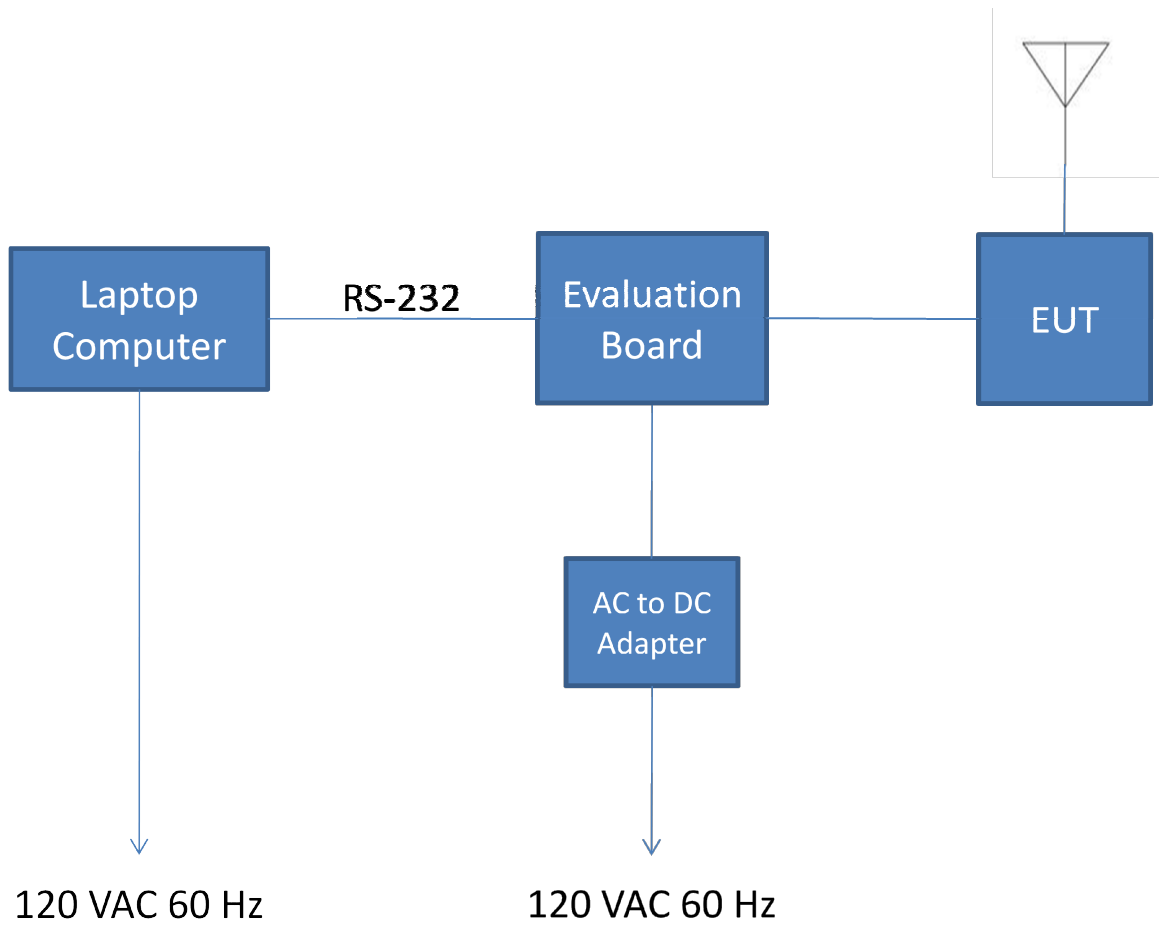 Laptop
Computer
RS-232
Evaluation
Board
EUT
AC to DC
Adapter
120 VAC 60 Hz
120 VAC 60 Hz